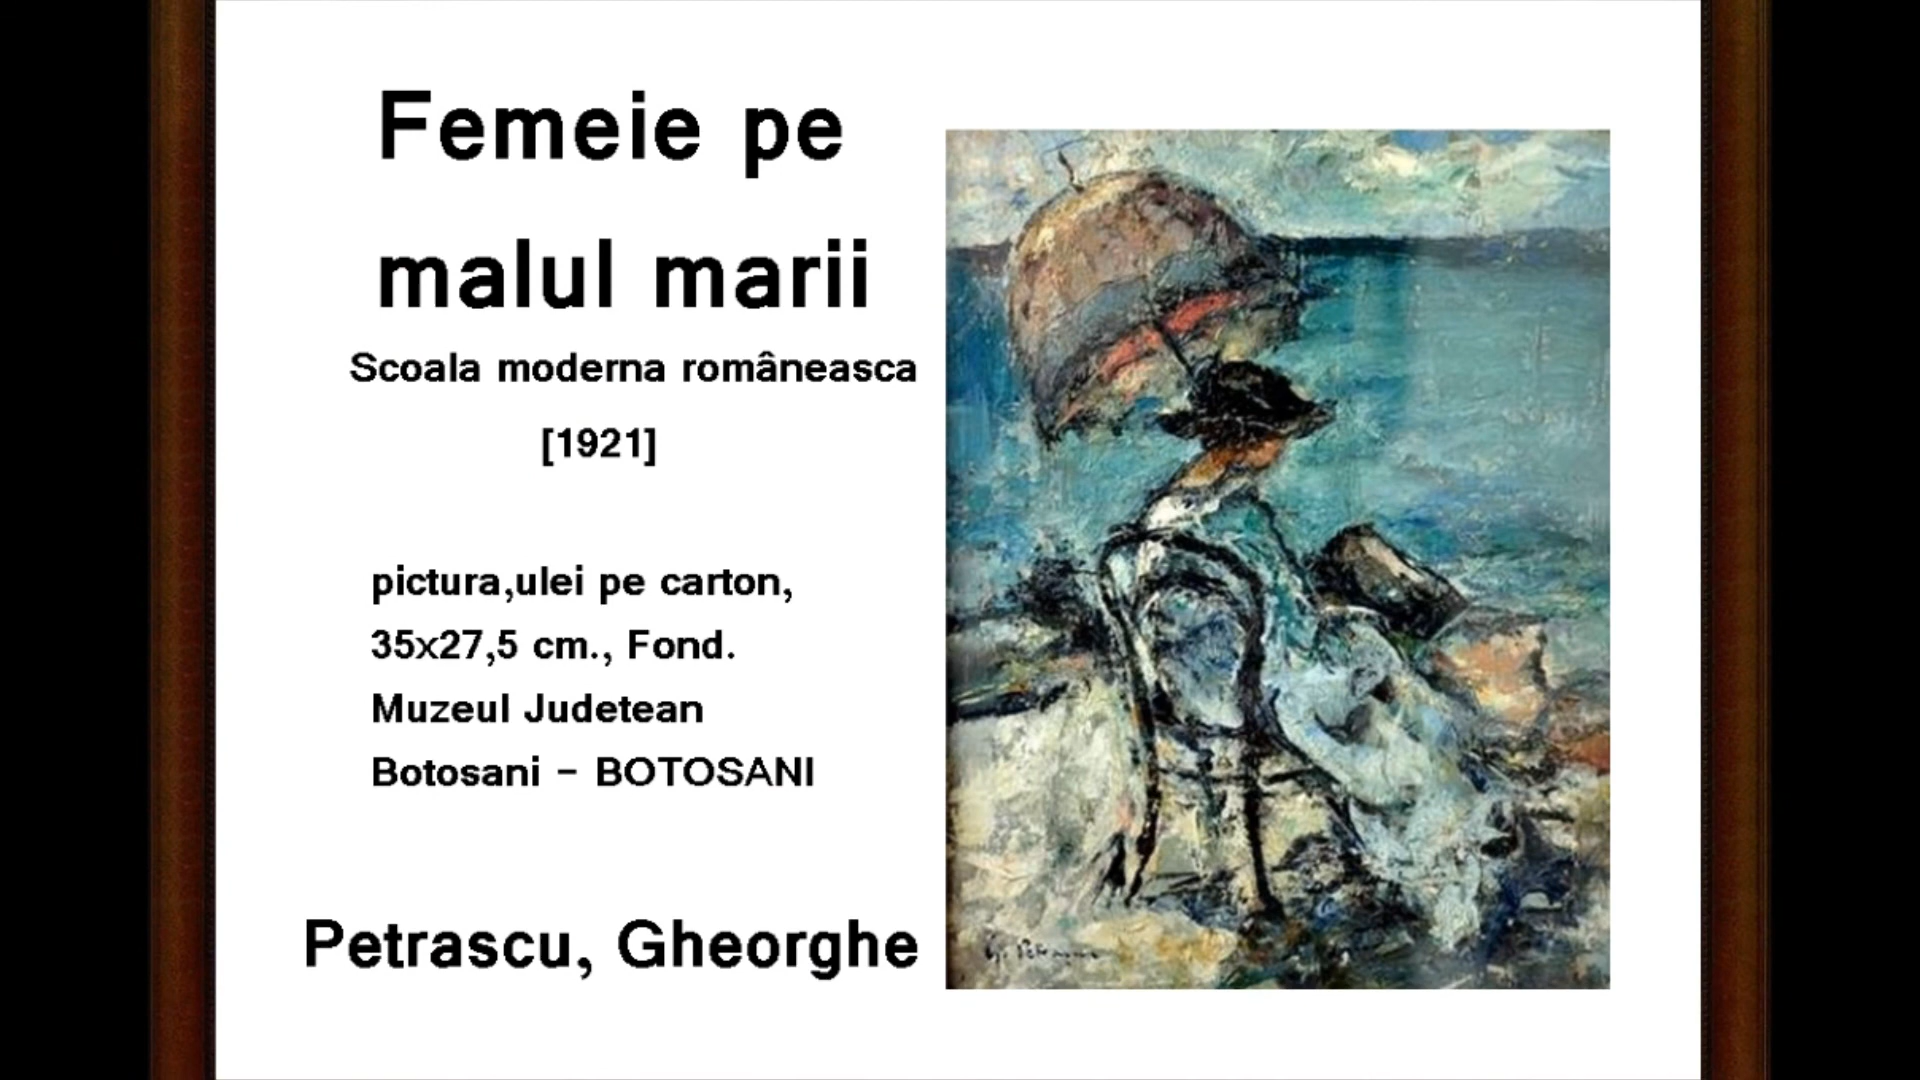 Femeie pe
malul marii
Scoala moderna româneasca
[1921]
pictura,ulei pe carton,
35x27,5 cm., Fond.
Muzeul Judetean
Botosani - BOTOSANI
Petrascu, Gheorghe